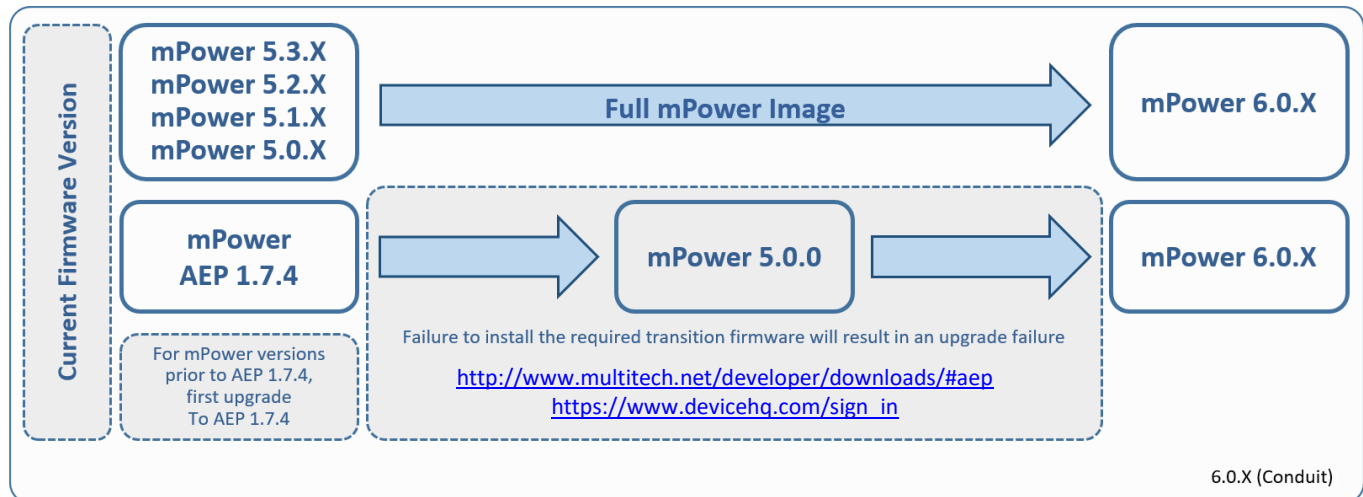 Current Firmware Version
mPower 5.3.X
mPower 5.2.X
mPower 5.1.X
mPower 5.0.X
Full mPower Image
mPower 6.0.X
mPower
AEP 1.7.4
mPower 5.0.0
mPower 6.0.X
For mPower versions
prior to AEP 1.7.4,
first upgrade
To AEP 1.7.4
Failure to install the required transition firmware will result in an upgrade failure
http://www.multitech.net/developer/downloads/#aep
https://www.devicehq.com/sign_in
6.0.X (Conduit)